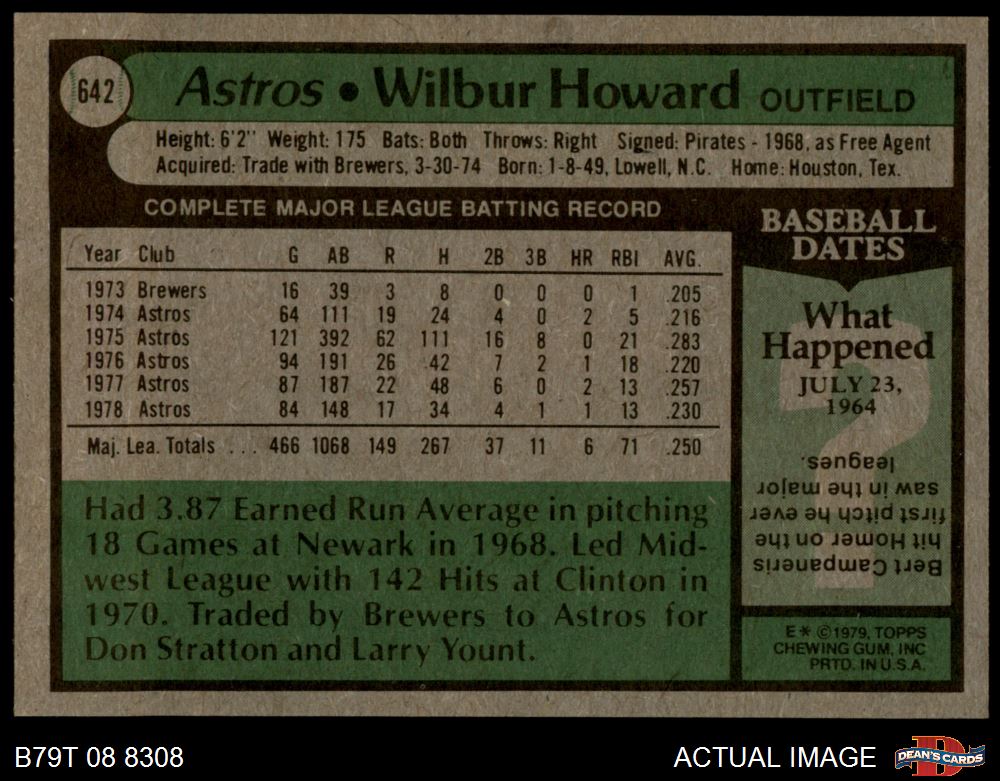 642
Astros • Wilbur Howard OUTFIELD
Height: 6'2" Weight: 175 Bats: Both Throws: Right Signed: Pirates - 1968, as Free Agent
Acquired: Trade with Brewers, 3-30-74 Born: 1-8-49, Lowell, N.C. Home: Houston, Tex.
COMPLETE MAJOR LEAGUE BATTING RECORD
Year Club G AB R H 2B 3B HR RBI AVG.
1973 Brewers 16 39 3 8 0 0 0 1 .205
1974 Astros 64 111 19 24 4 0 2 5 .216
1975 Astros 121 392 62 111 16 8 0 21 .283
1976 Astros 94 191 26 42 7 2 1 18 .220
1977 Astros 87 187 22 48 6 0 2 13 .257
1978 Astros 84 148 17 34 4 1 1 13 .230
Maj. Lea. Totals ... 466 1068 149 267 37 11 6 71 .250
Had 3.87 Earned Run Average in pitching
18 Games at Newark in 1968. Led Mid-
west League with 142 Hits at Clinton in
1970. Traded by Brewers to Astros for
Don Stratton and Larry Yount.
BASEBALL
DATES
What
Happened
JULY 23,
1964
Bert Campaneris
hit Homer on the
first pitch he ever
saw in the major
leagues.
E * © 1979, TOPPS
CHEWING GUM, INC
PRTD. IN U.S.A.
B79T 08 8308
ACTUAL IMAGE
D
DEAN'S CARDS